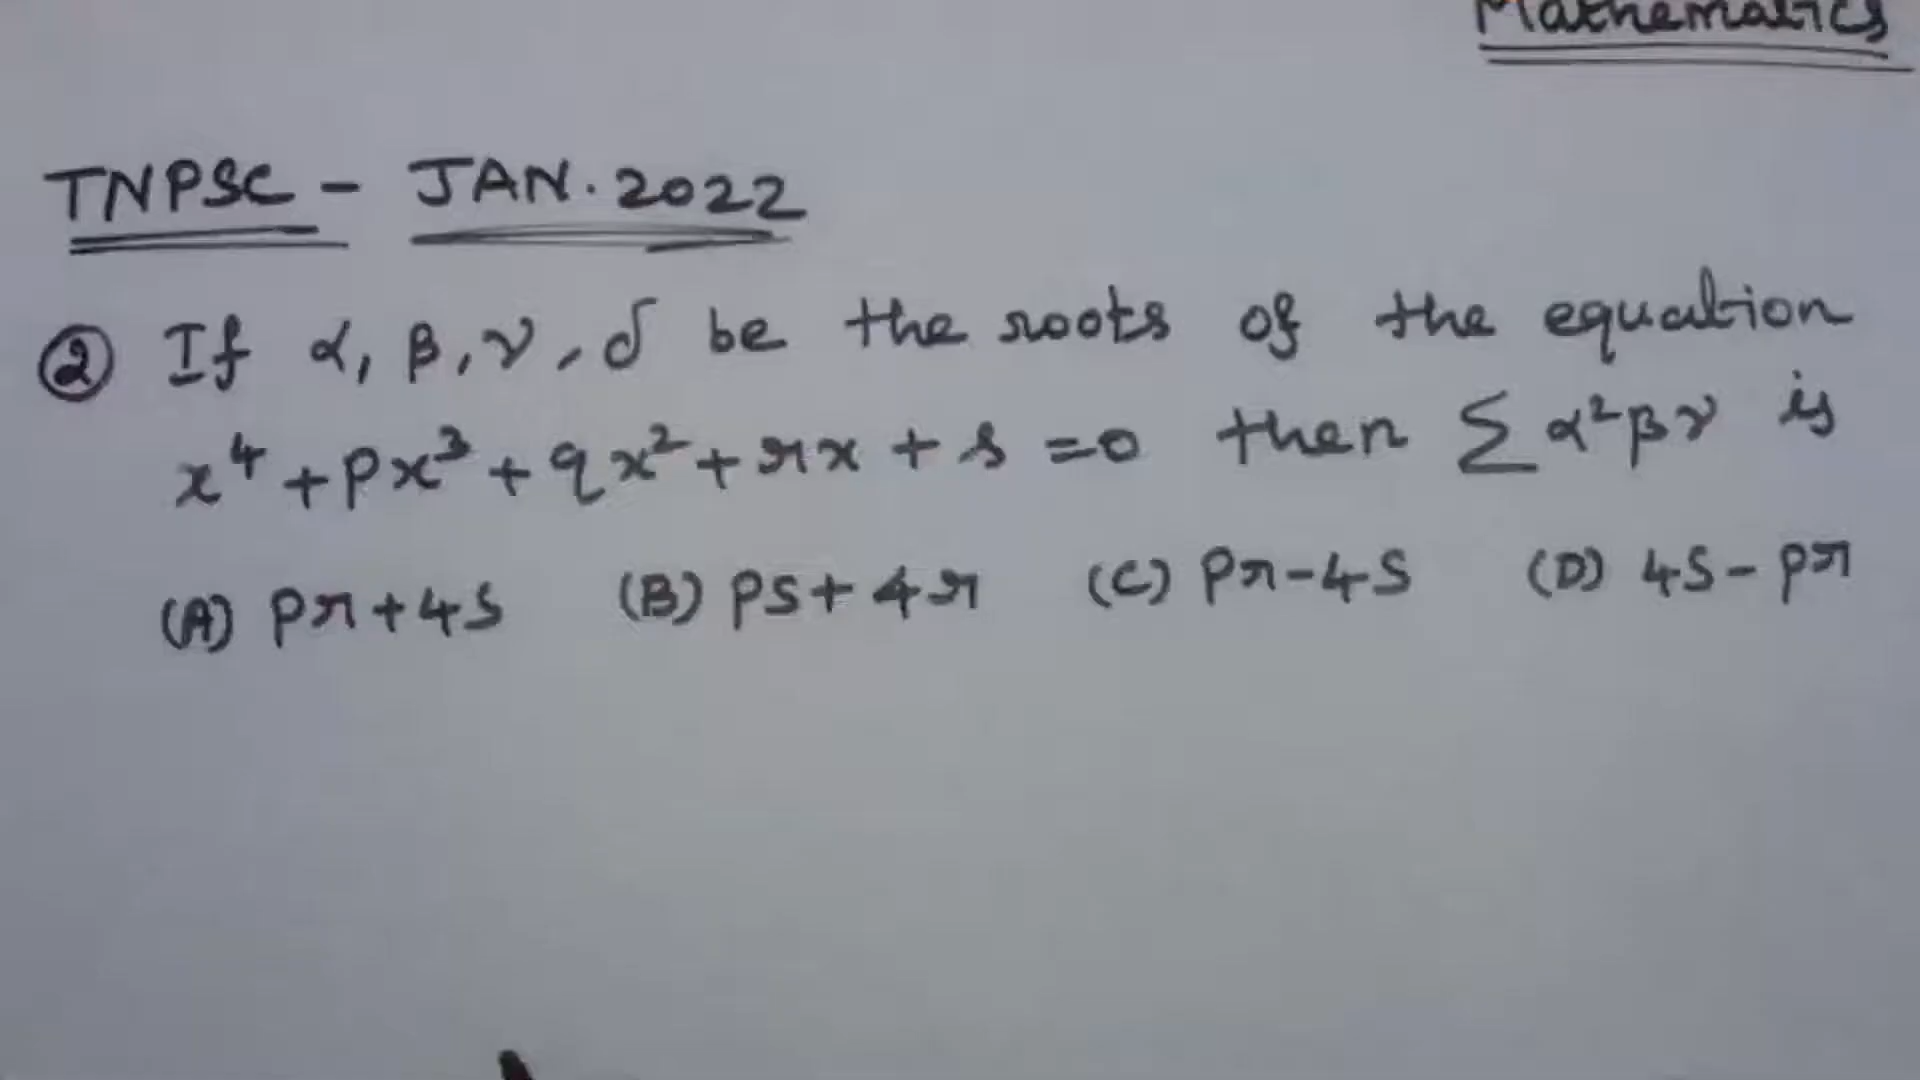 Mathematics
TNPSC - JAN. 2022
② If α, β, γ, δ be the roots of the equation
x⁴ + px³ + qx² + rx + s = 0 then Σ α²βγ is
(A) pr + 4s (B) ps + 4r (C) pr - 4s (D) 4s - pr